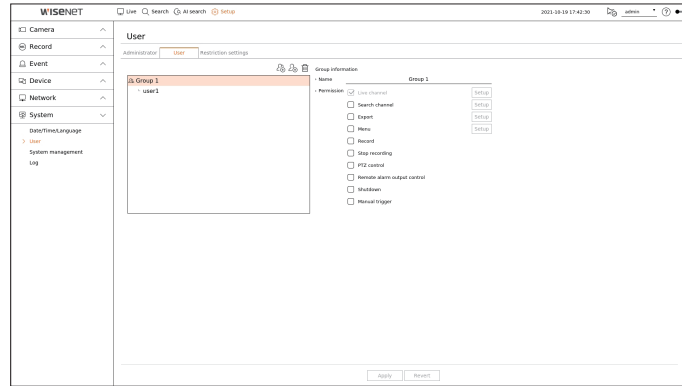 WISENET
Live Search AI search Setup
2021-10-19 17:42:30 admin
Camera
Record
Event
Device
Network
System
Date/Time/Language
> User
System management
Log
User
Administrator User Restriction settings
Group 1
user1
Group information
Name Group 1
Permission Live channel Setup
Search channel Setup
Export Setup
Menu Setup
Record
Stop recording
PTZ control
Remote alarm output control
Shutdown
Manual trigger
Apply Revert